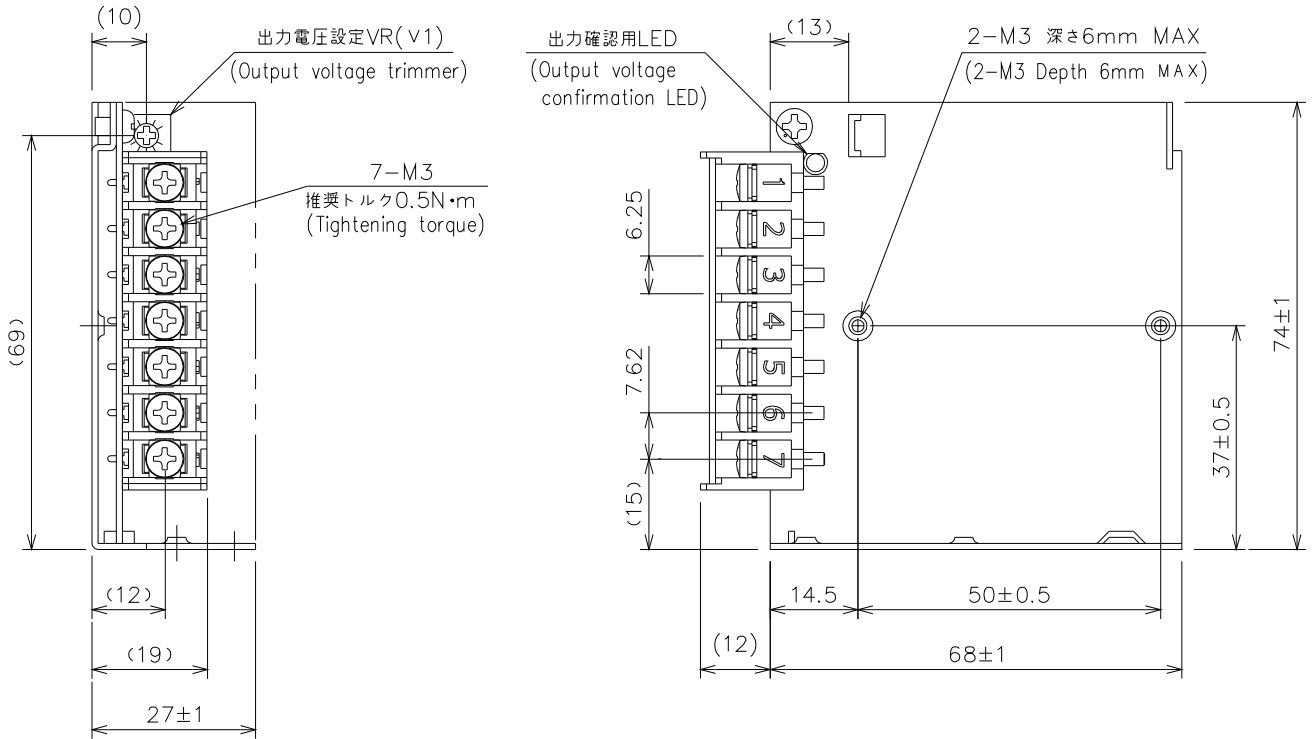 (10)
出力電圧設定VR(V1)
(Output voltage trimmer)
7-M3
推奨トルク0.5N・m
(Tightening torque)
(69)
(12)
(19)
27±1
出力確認用LED
(Output voltage
confirmation LED)
(13)
2-M3 深さ6mm MAX
(2-M3 Depth 6mm MAX)
1
2
3
4
5
6
7
6.25
7.62
(15)
74±1
37±0.5
14.5
50±0.5
(12)
68±1